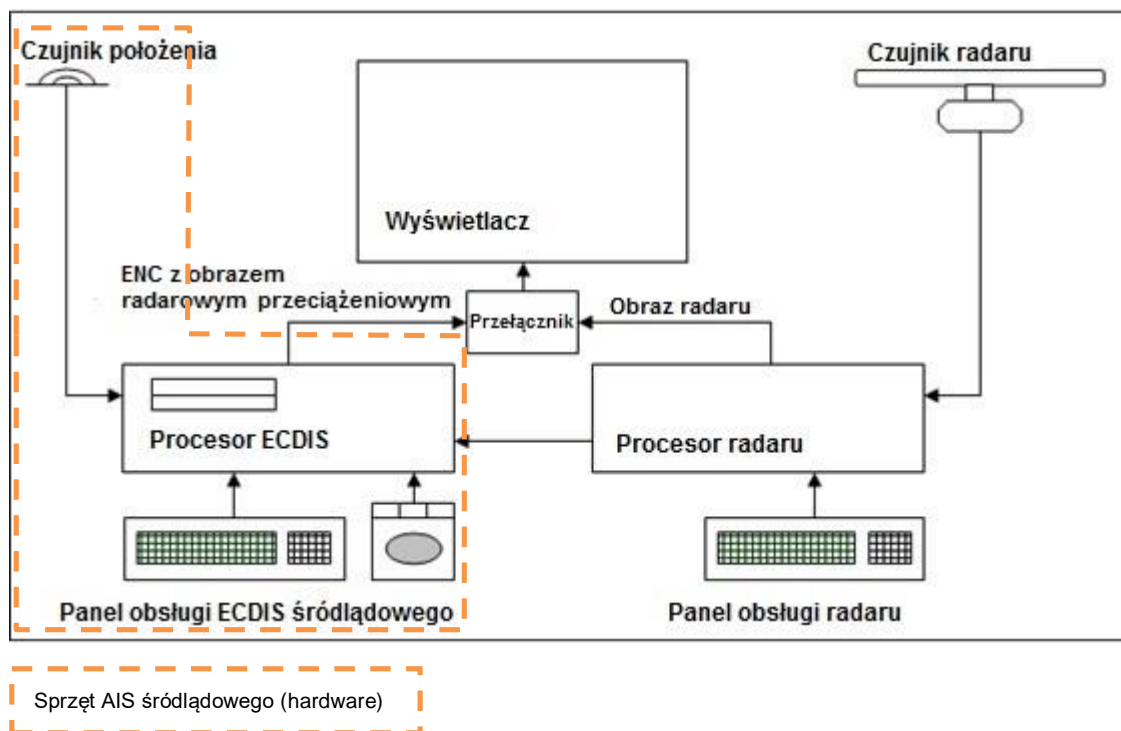 Czujnik położenia
Czujnik radaru
Wyświetlacz
ENC z obrazem
radarowym przeciążeniowym
Przełącznik
Obraz radaru
Procesor ECDIS
Procesor radaru
Panel obsługi ECDIS śródlądowego
Panel obsługi radaru
Sprzęt AIS śródlądowego (hardware)